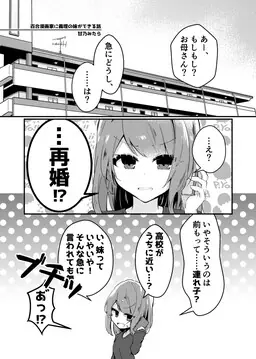 百合漫画家に義理の妹ができる話
甘乃みたら
あー、
もしもし？
お母さん？
急にどうし、
……は？
…え？
…再婚!?
いやそういうのは
前もって……連れ子？
高校が
うちに近い…？
い、妹って
いやいや！
そんな急に
言われても
ブチッ
おっ!?